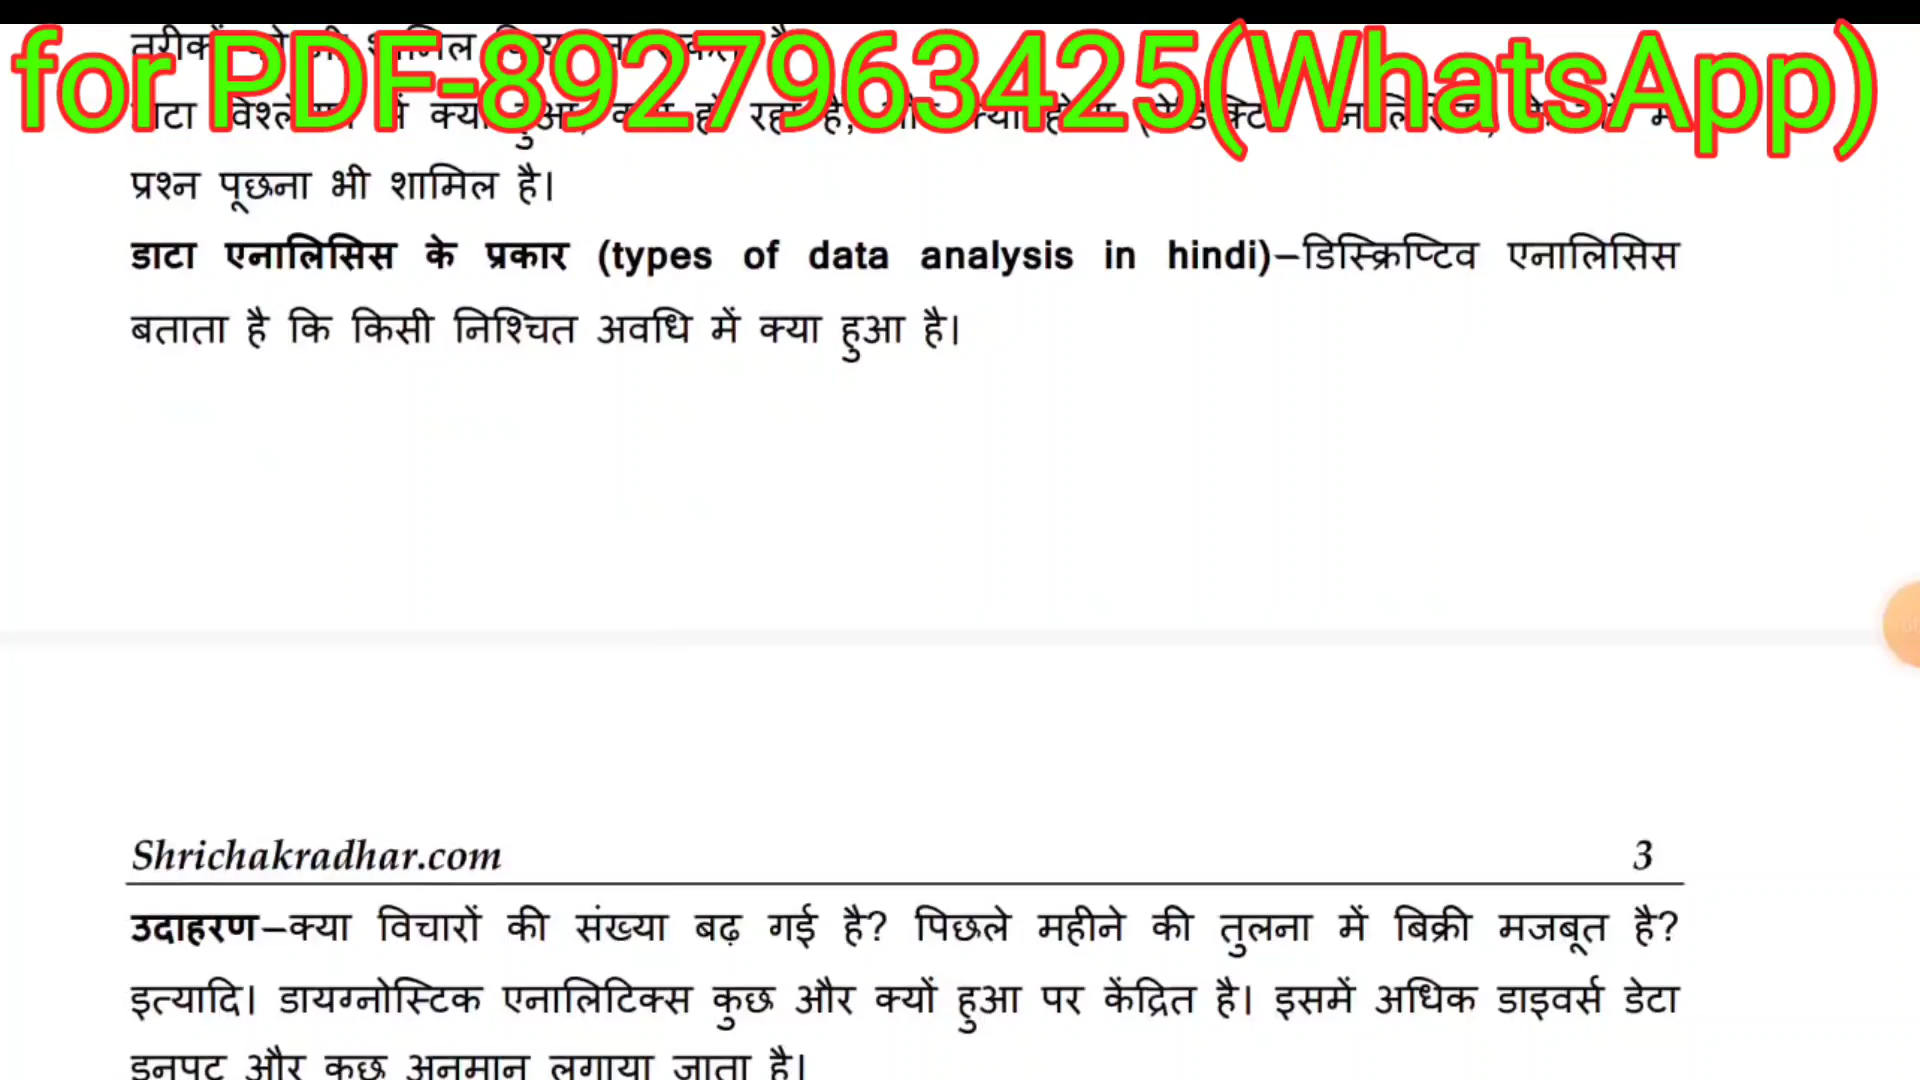 for PDF-8927963425(WhatsApp)
प्रश्न पूछना भी शामिल है।
डाटा एनालिसिस के प्रकार (types of data analysis in hindi)–डिस्क्रिप्टिव एनालिसिस
बताता है कि किसी निश्चित अवधि में क्या हुआ है।
Shrichakradhar.com 3
उदाहरण–क्या विचारों की संख्या बढ़ गई है? पिछले महीने की तुलना में बिक्री मजबूत है?
इत्यादि। डायग्नोस्टिक एनालिटिक्स कुछ और क्यों हुआ पर केंद्रित है। इसमें अधिक डाइवर्स डेटा
इनपुट और कुछ अनुमान लगाया जाता है।